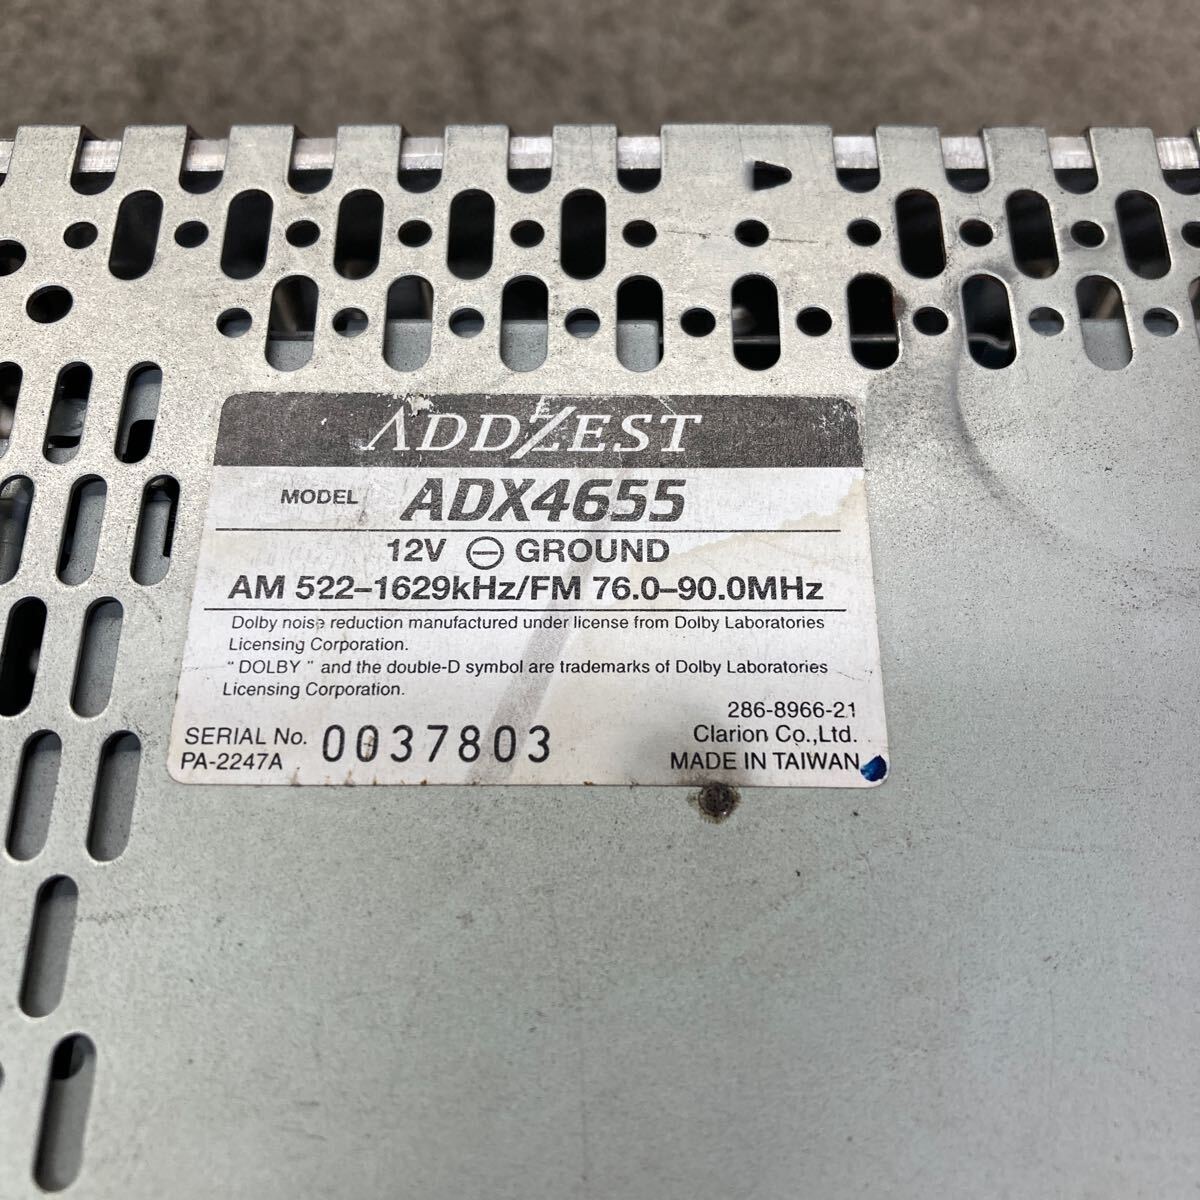 ADDZEST
MODEL ADX4655
12V ⊖ GROUND
AM 522–1629kHz/FM 76.0–90.0MHz
Dolby noise reduction manufactured under license from Dolby Laboratories
Licensing Corporation.
“ DOLBY ” and the double-D symbol are trademarks of Dolby Laboratories
Licensing Corporation.
286-8966-21
SERIAL No. 0037803 Clarion Co.,Ltd.
PA-2247A MADE IN TAIWAN